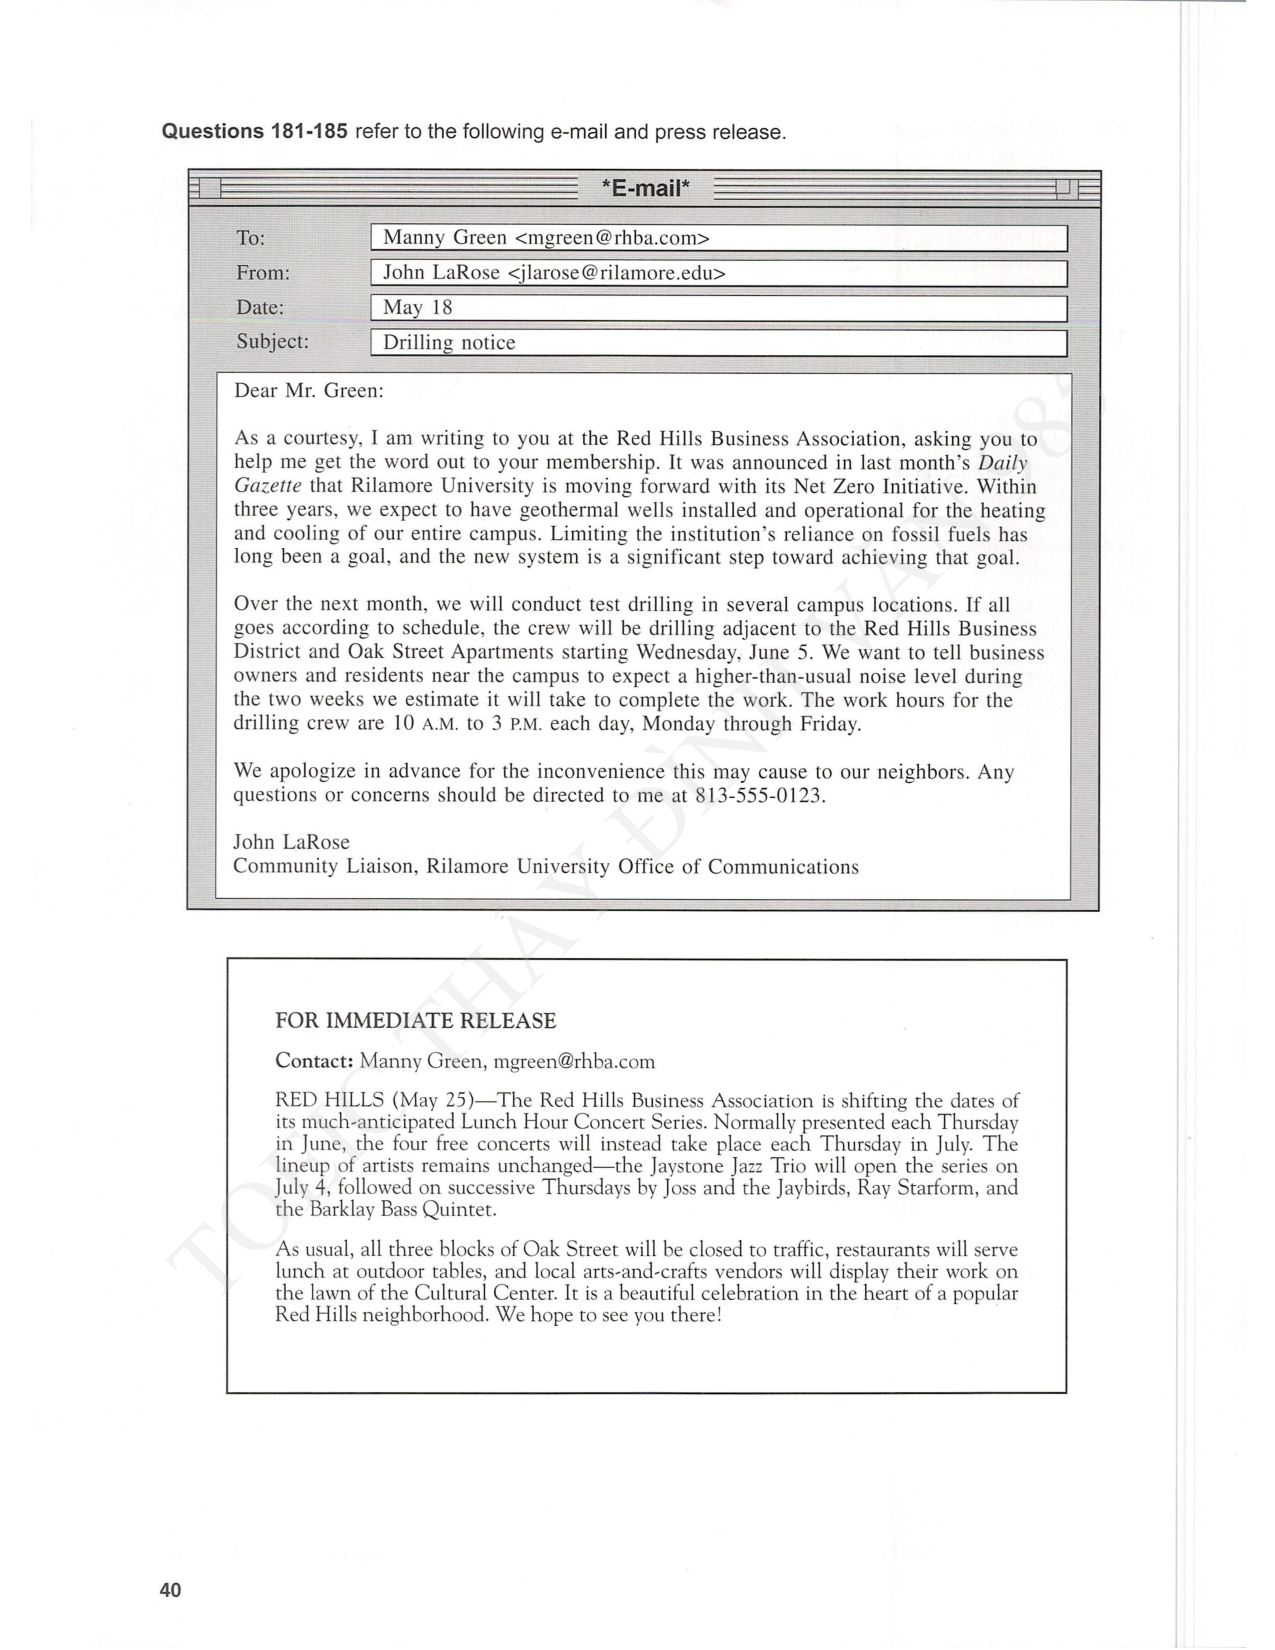 Questions 181-185 refer to the following e-mail and press release.
*E-mail*
To: Manny Green <mgreen@rhba.com>
From: John LaRose <jlarose@rilamore.edu>
Date: May 18
Subject: Drilling notice
Dear Mr. Green:
As a courtesy, I am writing to you at the Red Hills Business Association, asking you to
help me get the word out to your membership. It was announced in last month's Daily
Gazette that Rilamore University is moving forward with its Net Zero Initiative. Within
three years, we expect to have geothermal wells installed and operational for the heating
and cooling of our entire campus. Limiting the institution's reliance on fossil fuels has
long been a goal, and the new system is a significant step toward achieving that goal.
Over the next month, we will conduct test drilling in several campus locations. If all
goes according to schedule, the crew will be drilling adjacent to the Red Hills Business
District and Oak Street Apartments starting Wednesday, June 5. We want to tell business
owners and residents near the campus to expect a higher-than-usual noise level during
the two weeks we estimate it will take to complete the work. The work hours for the
drilling crew are 10 A.M. to 3 P.M. each day, Monday through Friday.
We apologize in advance for the inconvenience this may cause to our neighbors. Any
questions or concerns should be directed to me at 813-555-0123.
John LaRose
Community Liaison, Rilamore University Office of Communications
FOR IMMEDIATE RELEASE
Contact: Manny Green, mgreen@rhba.com
RED HILLS (May 25)—The Red Hills Business Association is shifting the dates of
its much-anticipated Lunch Hour Concert Series. Normally presented each Thursday
in June, the four free concerts will instead take place each Thursday in July. The
lineup of artists remains unchanged—the Jaystone Jazz Trio will open the series on
July 4, followed on successive Thursdays by Joss and the Jaybirds, Ray Starform, and
the Barklay Bass Quintet.
As usual, all three blocks of Oak Street will be closed to traffic, restaurants will serve
lunch at outdoor tables, and local arts-and-crafts vendors will display their work on
the lawn of the Cultural Center. It is a beautiful celebration in the heart of a popular
Red Hills neighborhood. We hope to see you there!
40
TOEIC THẦY ĐÌNH VĂN